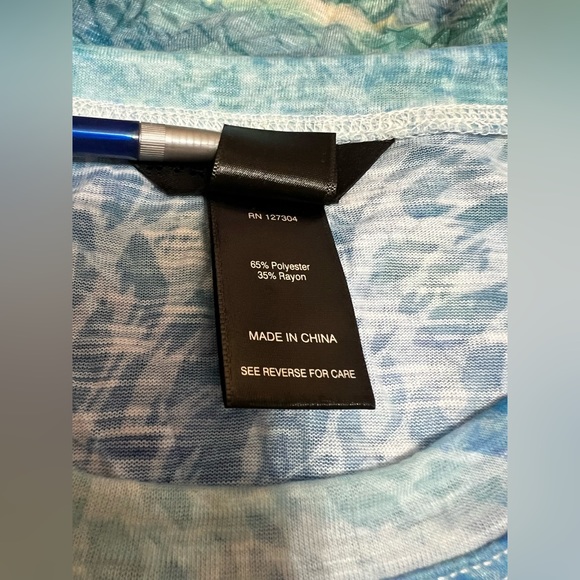 RN 127304
65% Polyester
35% Rayon
MADE IN CHINA
SEE REVERSE FOR CARE